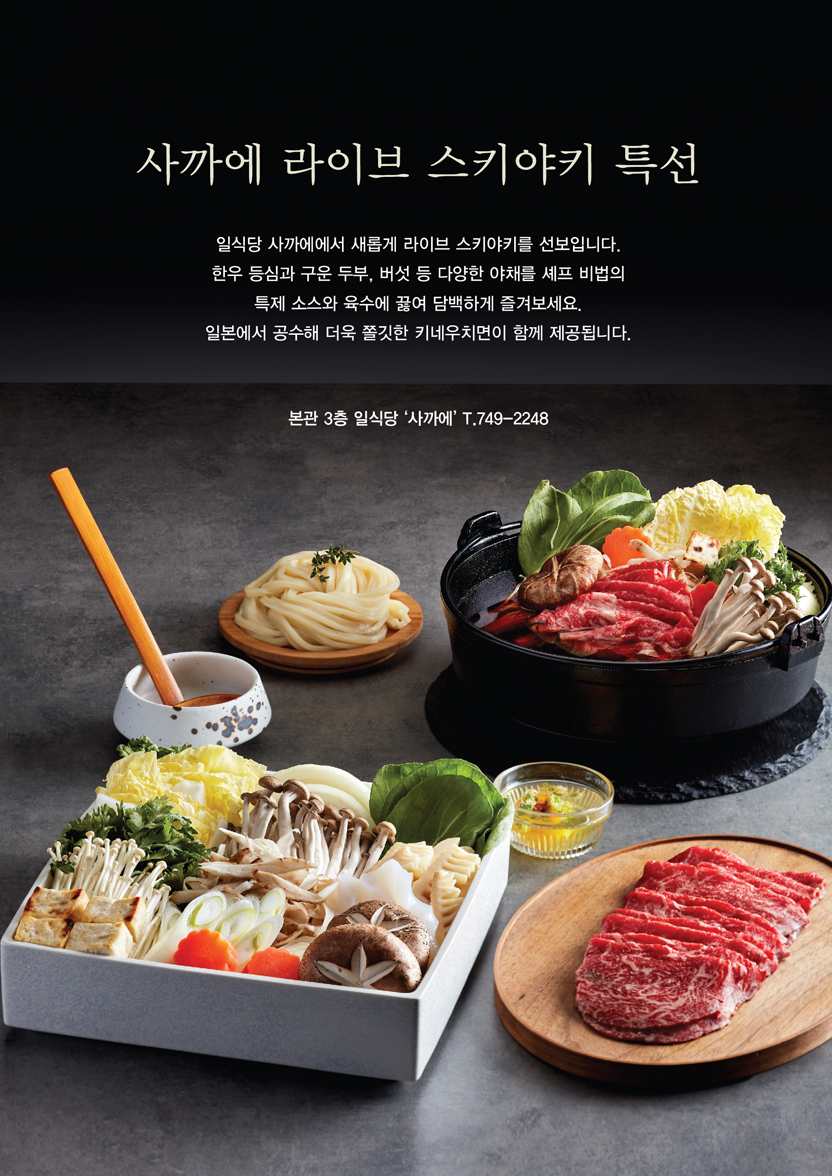 사까에 라이브 스키야키 특선
일식당 사까에에서 새롭게 라이브 스키야키를 선보입니다.
한우 등심과 구운 두부, 버섯 등 다양한 야채를 셰프 비법의
특제 소스와 육수에 끓여 담백하게 즐겨보세요.
일본에서 공수해 더욱 쫄깃한 키네우치면이 함께 제공됩니다.
본관 3층 일식당 ‘사까에’ T.749-2248